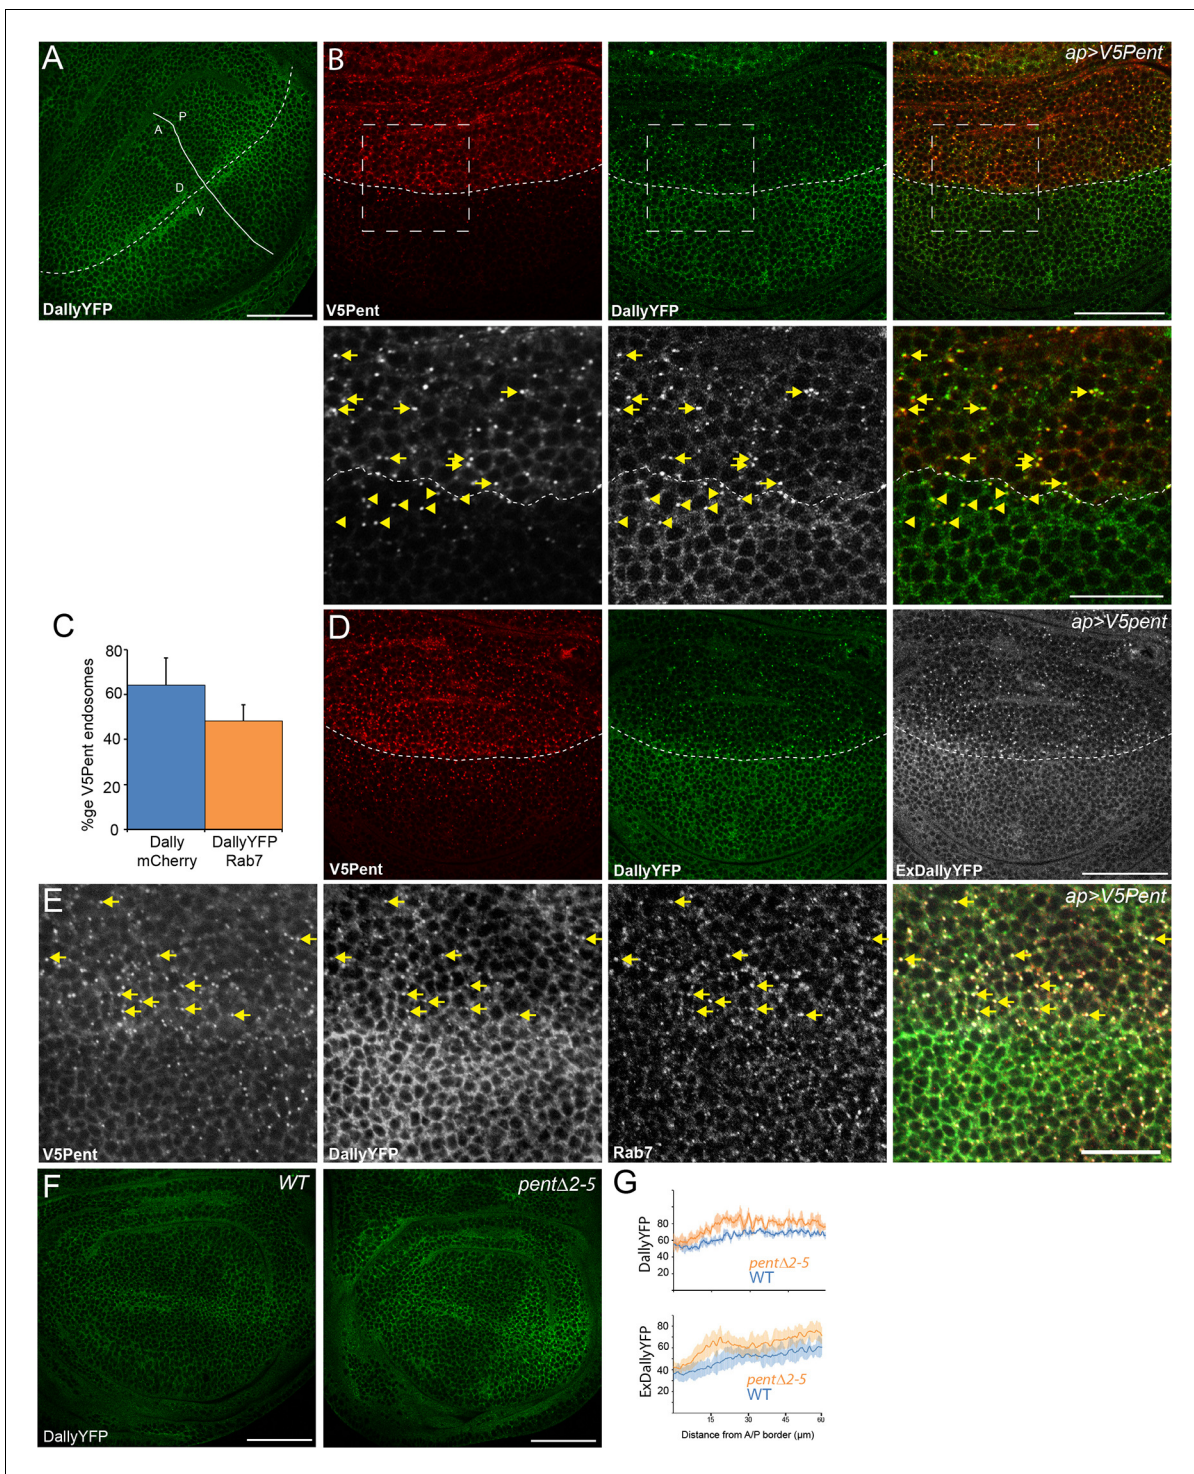 A
P
A
D
V
DallyYFP
B
V5Pent
DallyYFP
ap>V5Pent
C
%ge V5Pent endosomes
80
60
40
20
0
Dally
mCherry
DallyYFP
Rab7
D
V5Pent
DallyYFP
ap>V5pent
ExDallyYFP
E
V5Pent
DallyYFP
Rab7
ap>V5Pent
F
WT
DallyYFP
pentΔ2-5
G
DallyYFP
80
60
40
20
pentΔ2-5
WT
ExDallyYFP
80
60
40
20
pentΔ2-5
WT
15
30
45
60
Distance from A/P border (µm)